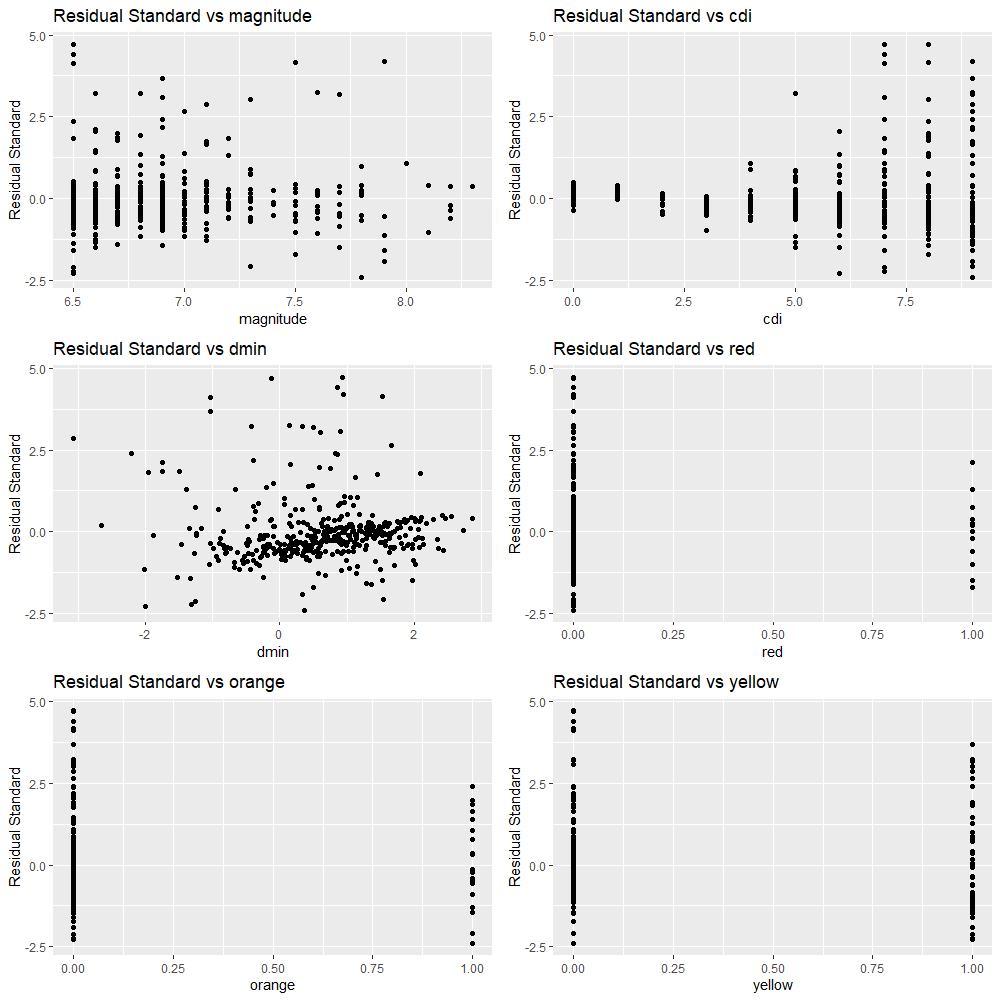 Residual Standard vs magnitude
5.0
2.5
0.0
-2.5
Residual Standard
6.5 7.0 7.5 8.0
magnitude
Residual Standard vs cdi
5.0
2.5
0.0
-2.5
Residual Standard
0.0 2.5 5.0 7.5
cdi
Residual Standard vs dmin
5.0
2.5
0.0
-2.5
Residual Standard
-2 0 2
dmin
Residual Standard vs red
5.0
2.5
0.0
-2.5
Residual Standard
0.00 0.25 0.50 0.75 1.00
red
Residual Standard vs orange
5.0
2.5
0.0
-2.5
Residual Standard
0.00 0.25 0.50 0.75 1.00
orange
Residual Standard vs yellow
5.0
2.5
0.0
-2.5
Residual Standard
0.00 0.25 0.50 0.75 1.00
yellow